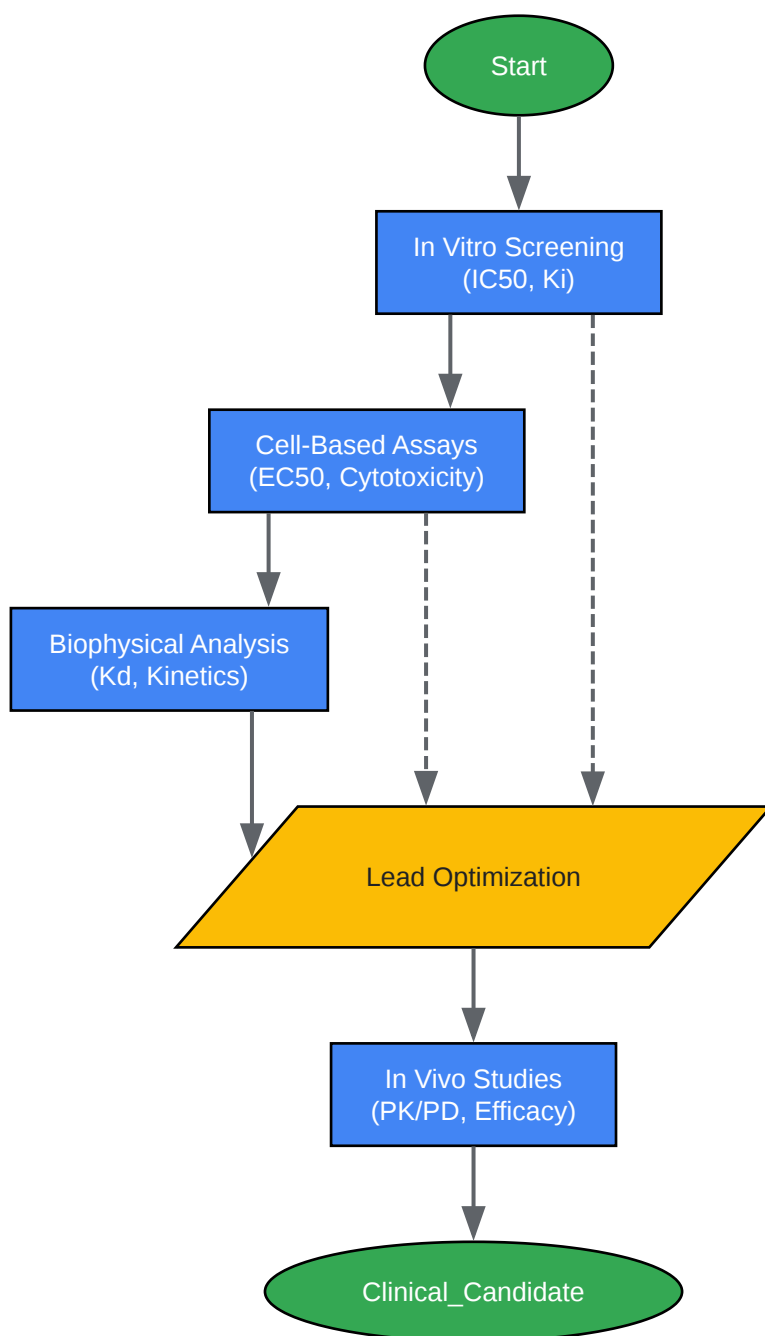 Start
In Vitro Screening
(IC50, Ki)
Cell-Based Assays
(EC50, Cytotoxicity)
Biophysical Analysis
(Kd, Kinetics)
Lead Optimization
In Vivo Studies
(PK/PD, Efficacy)
Clinical_Candidate